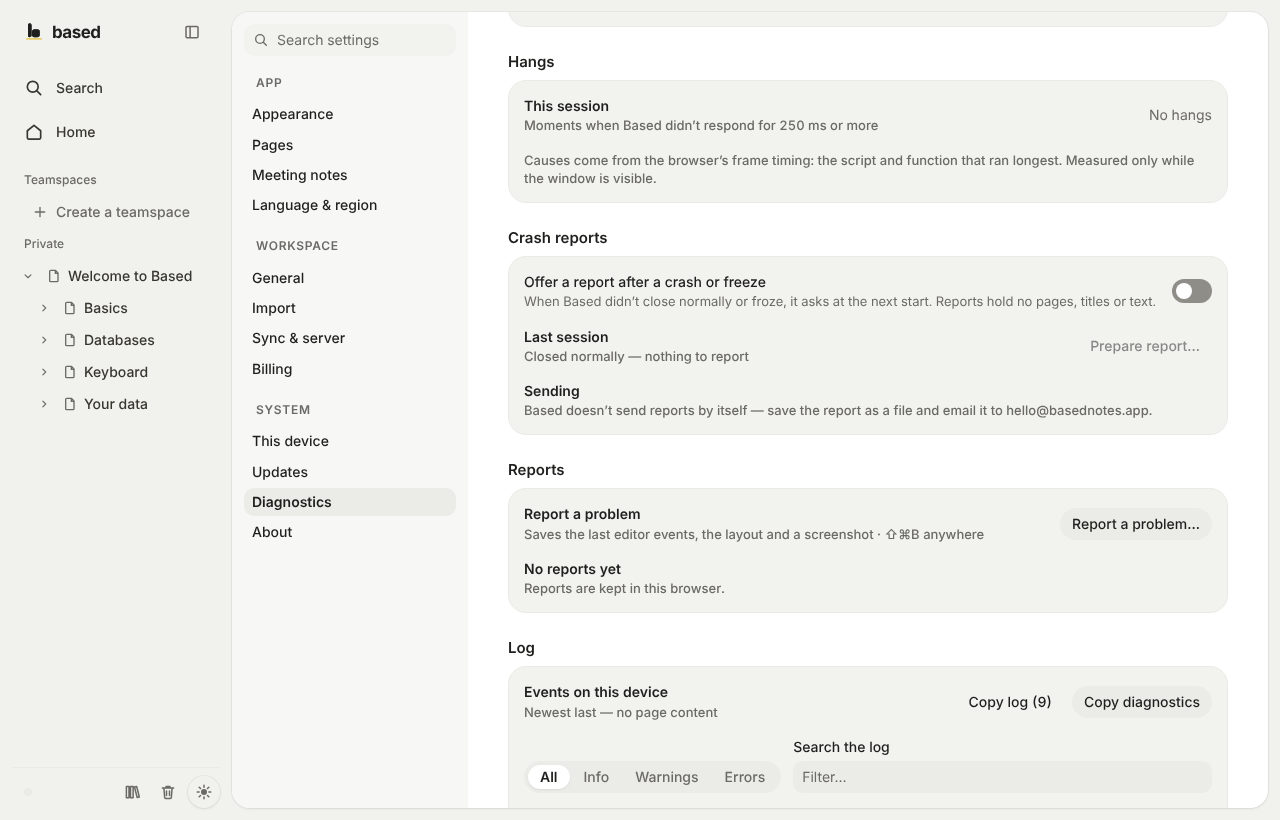 based
Search
Home
Teamspaces
Create a teamspace
Private
Welcome to Based
Basics
Databases
Keyboard
Your data
Search settings
APP
Appearance
Pages
Meeting notes
Language & region
WORKSPACE
General
Import
Sync & server
Billing
SYSTEM
This device
Updates
Diagnostics
About
Hangs
This session
Moments when Based didn’t respond for 250 ms or more
No hangs
Causes come from the browser’s frame timing: the script and function that ran longest. Measured only while
the window is visible.
Crash reports
Offer a report after a crash or freeze
When Based didn’t close normally or froze, it asks at the next start. Reports hold no pages, titles or text.
Last session
Closed normally — nothing to report
Prepare report…
Sending
Based doesn’t send reports by itself — save the report as a file and email it to hello@basednotes.app.
Reports
Report a problem
Saves the last editor events, the layout and a screenshot · ⇧⌘B anywhere
Report a problem…
No reports yet
Reports are kept in this browser.
Log
Events on this device
Newest last — no page content
Copy log (9)
Copy diagnostics
Search the log
All
Info
Warnings
Errors
Filter…